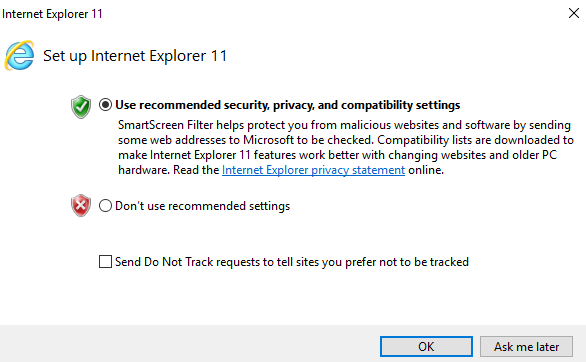 Internet Explorer 11
Set up Internet Explorer 11
Use recommended security, privacy, and compatibility settings
SmartScreen Filter helps protect you from malicious websites and software by sending
some web addresses to Microsoft to be checked. Compatibility lists are downloaded to
make Internet Explorer 11 features work better with changing websites and older PC
hardware. Read the Internet Explorer privacy statement online.
Don't use recommended settings
Send Do Not Track requests to tell sites you prefer not to be tracked
OK
Ask me later